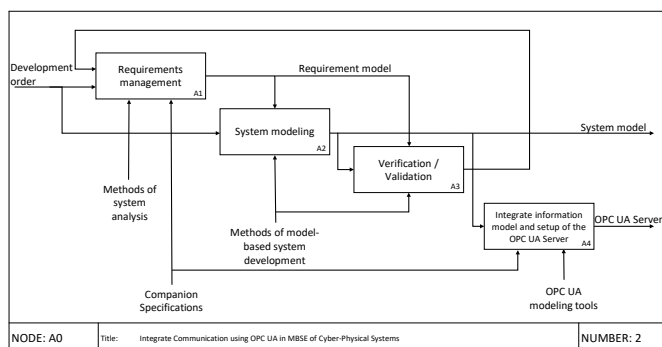 Development
order
Requirements
management
A1
Requirement model
System modeling
A2
System model
Verification /
Validation
A3
Methods of
system
analysis
Methods of model-
based system
development
Integrate information
model and setup of the
OPC UA Server
A4
OPC UA Server
Companion
Specifications
OPC UA
modeling tools
NODE: A0
Title:
Integrate Communication using OPC UA in MBSE of Cyber-Physical Systems
NUMBER: 2